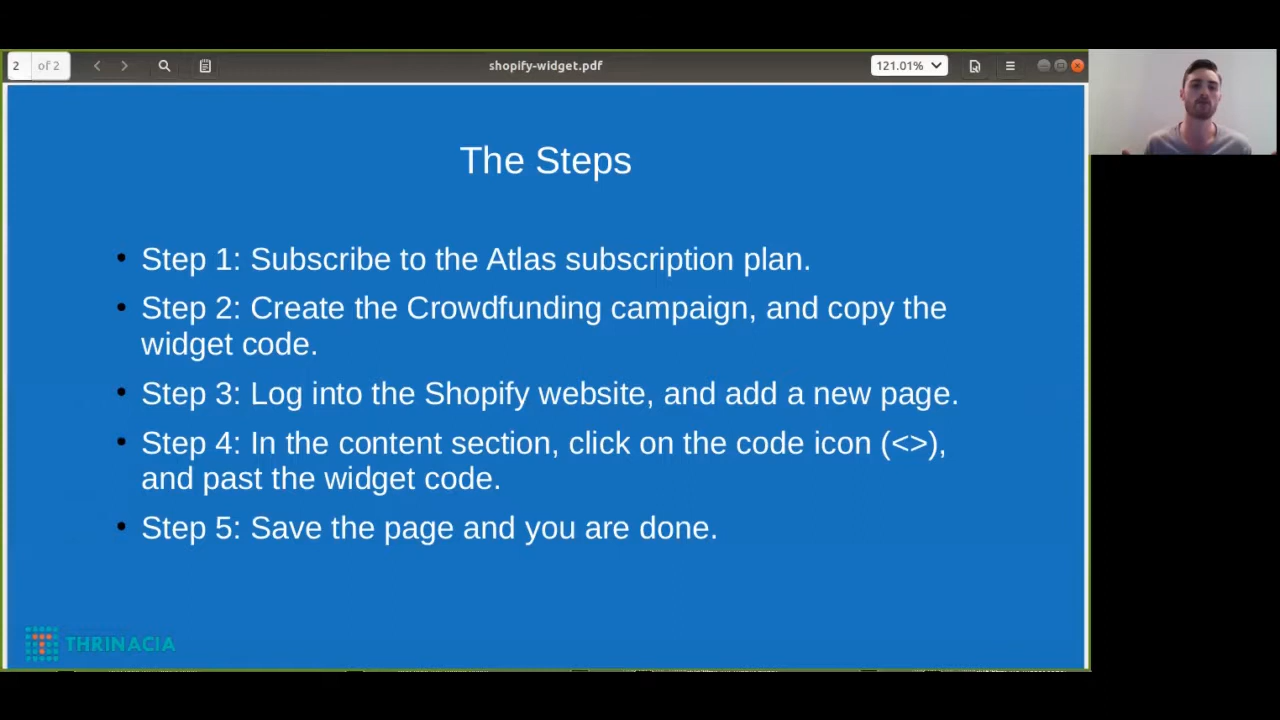 2 of 2
shopify-widget.pdf
121.01%
The Steps
• Step 1: Subscribe to the Atlas subscription plan.
• Step 2: Create the Crowdfunding campaign, and copy the
widget code.
• Step 3: Log into the Shopify website, and add a new page.
• Step 4: In the content section, click on the code icon (<>),
and past the widget code.
• Step 5: Save the page and you are done.
THRINACIA